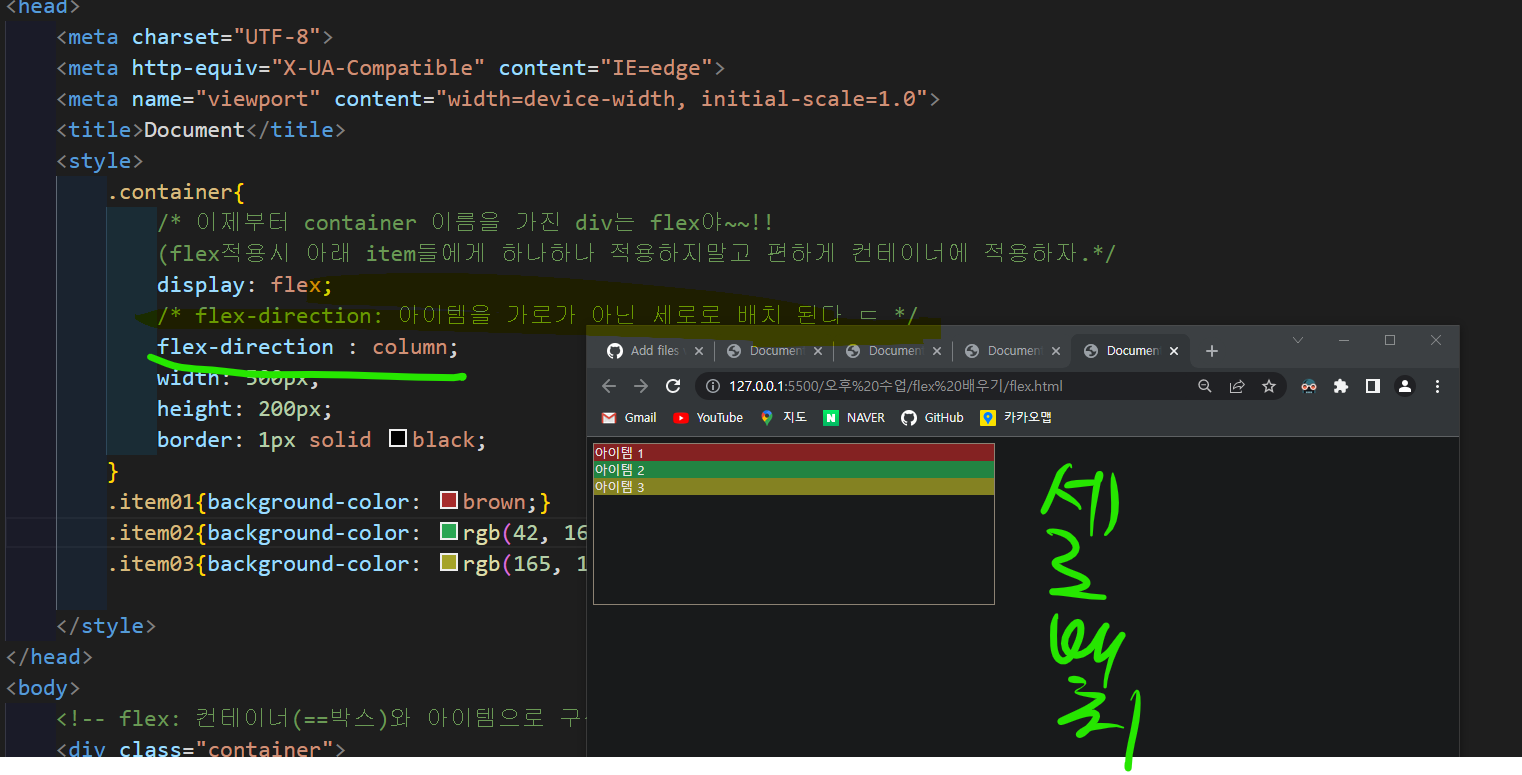 <head>
<meta charset="UTF-8">
<meta http-equiv="X-UA-Compatible" content="IE=edge">
<meta name="viewport" content="width=device-width, initial-scale=1.0">
<title>Document</title>
<style>
.container{
/* 이제부터 container 이름을 가진 div는 flex야~~!!
(flex적용시 아래 item들에게 하나하나 적용하지말고 편하게 컨테이너에 적용하자.*/
display: flex;
/* flex-direction: 아이템을 가로가 아닌 세로로 배치 된다 ㄷ */
flex-direction : column;
width: 500px;
height: 200px;
border: 1px solid black;
}
.item01{background-color: brown;}
.item02{background-color: rgb(42, 16
.item03{background-color: rgb(165, 1
</style>
</head>
<body>
<!-- flex: 컨테이너(==박스)와 아이템으로 구
<div class="container">
Add files
Document
Document
Document
Document
127.0.0.1:5500/오후%20수업/flex%20배우기/flex.html
Gmail YouTube 지도 NAVER GitHub 카카오맵
아이템 1
아이템 2
아이템 3
세
로
배
치